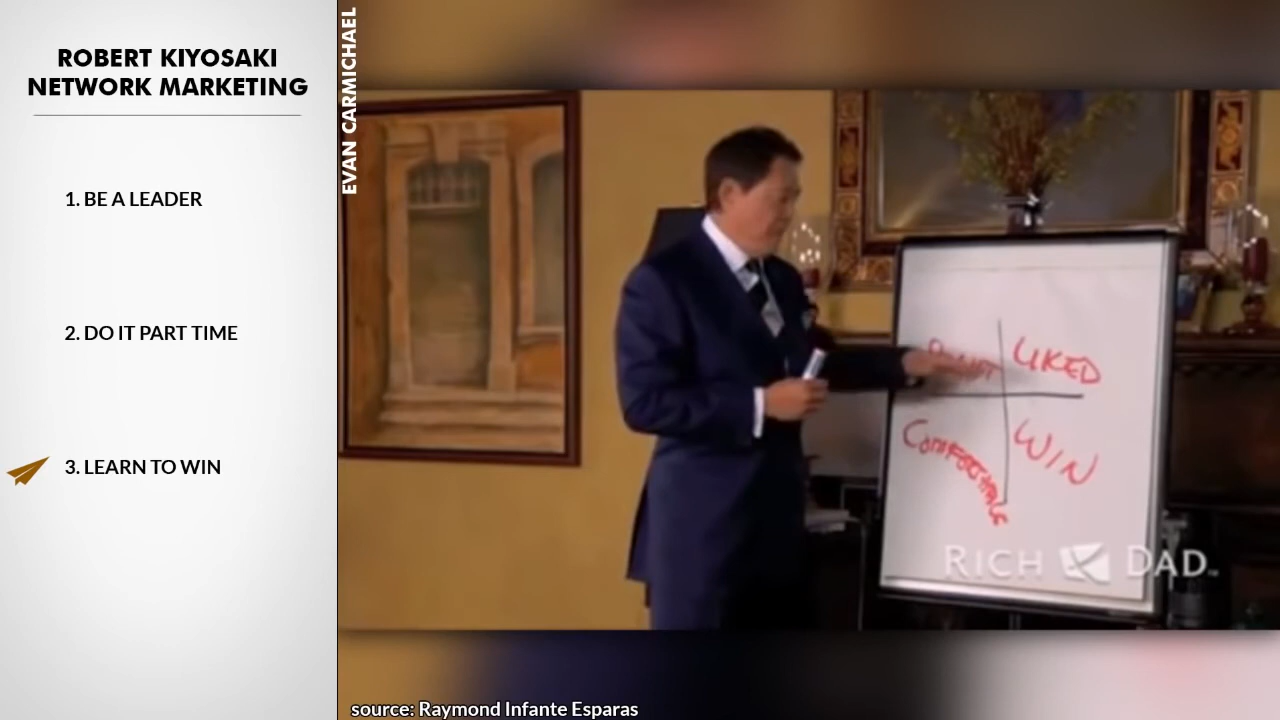 ROBERT KIYOSAKI
NETWORK MARKETING
1. BE A LEADER
2. DO IT PART TIME
3. LEARN TO WIN
EVAN CARMICHAEL
LIKED
COMFORTABLE
WIN
RICH DAD
source: Raymond Infante Esparas